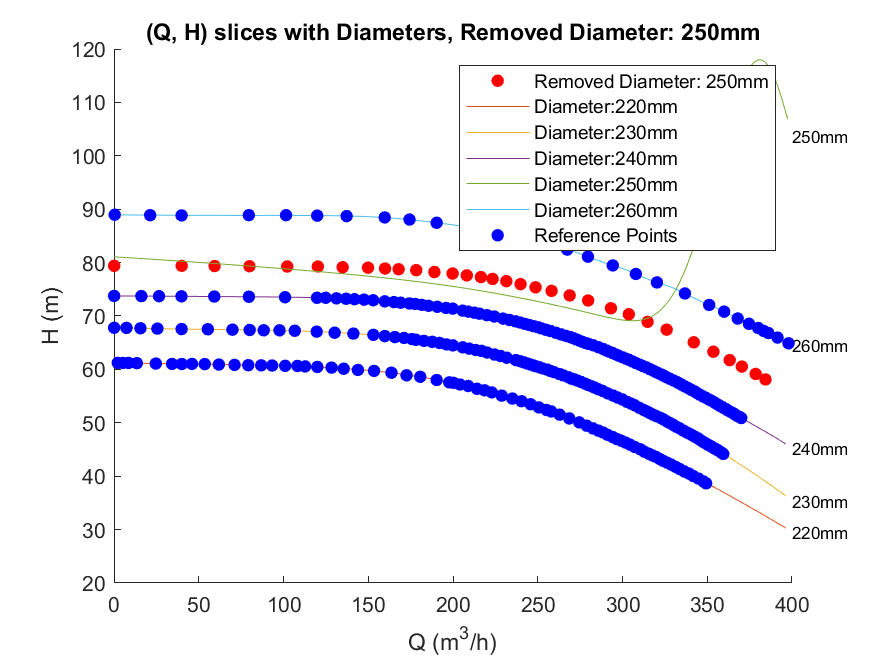 (Q, H) slices with Diameters, Removed Diameter: 250mm
120
110
100
90
80
70
60
50
40
30
20
H (m)
Removed Diameter: 250mm
Diameter:220mm
Diameter:230mm
Diameter:240mm
Diameter:250mm
Diameter:260mm
Reference Points
250mm
260mm
240mm
230mm
220mm
0
50
100
150
200
250
300
350
400
Q (m³/h)